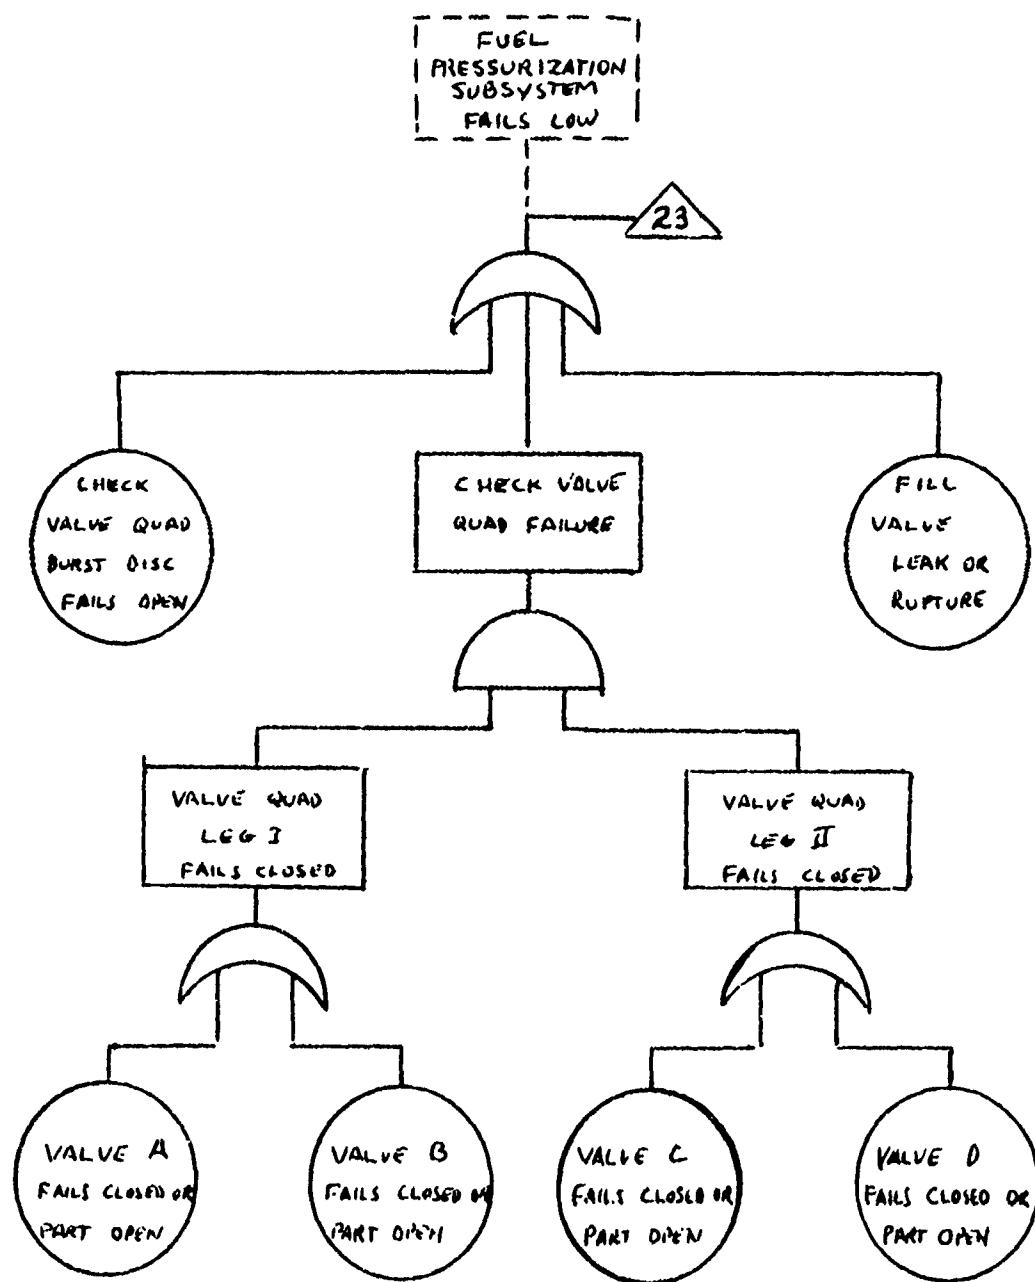 FUEL
PRESSURIZATION
SUBSYSTEM
FAILS LOW
23
CHECK
VALVE QUAD
BURST DISC
FAILS OPEN
CHECK VALVE
QUAD FAILURE
FILL
VALVE
LEAK OR
RUPTURE
VALVE QUAD
LEG I
FAILS CLOSED
VALVE QUAD
LEG II
FAILS CLOSED
VALVE A
FAILS CLOSED OR
PART OPEN
VALVE B
FAILS CLOSED OR
PART OPEN
VALVE C
FAILS CLOSED OR
PART OPEN
VALVE D
FAILS CLOSED OR
PART OPEN